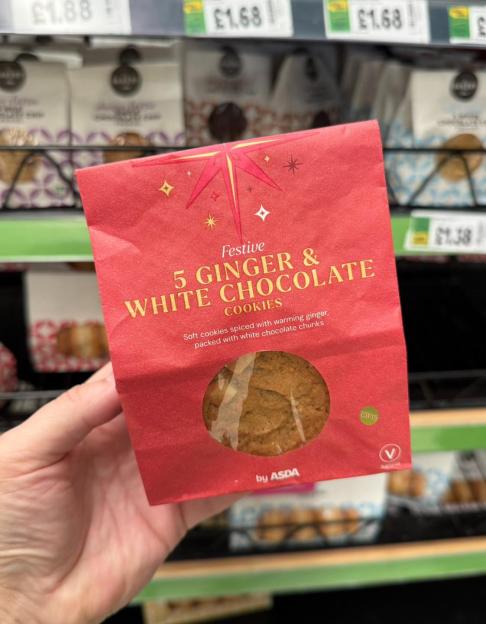 £1.88
£1.68
£1.68
£1.38
Festive
5 GINGER &
WHITE CHOCOLATE
COOKIES
Soft cookies spiced with warming ginger,
packed with white chocolate chunks
by ASDA
V